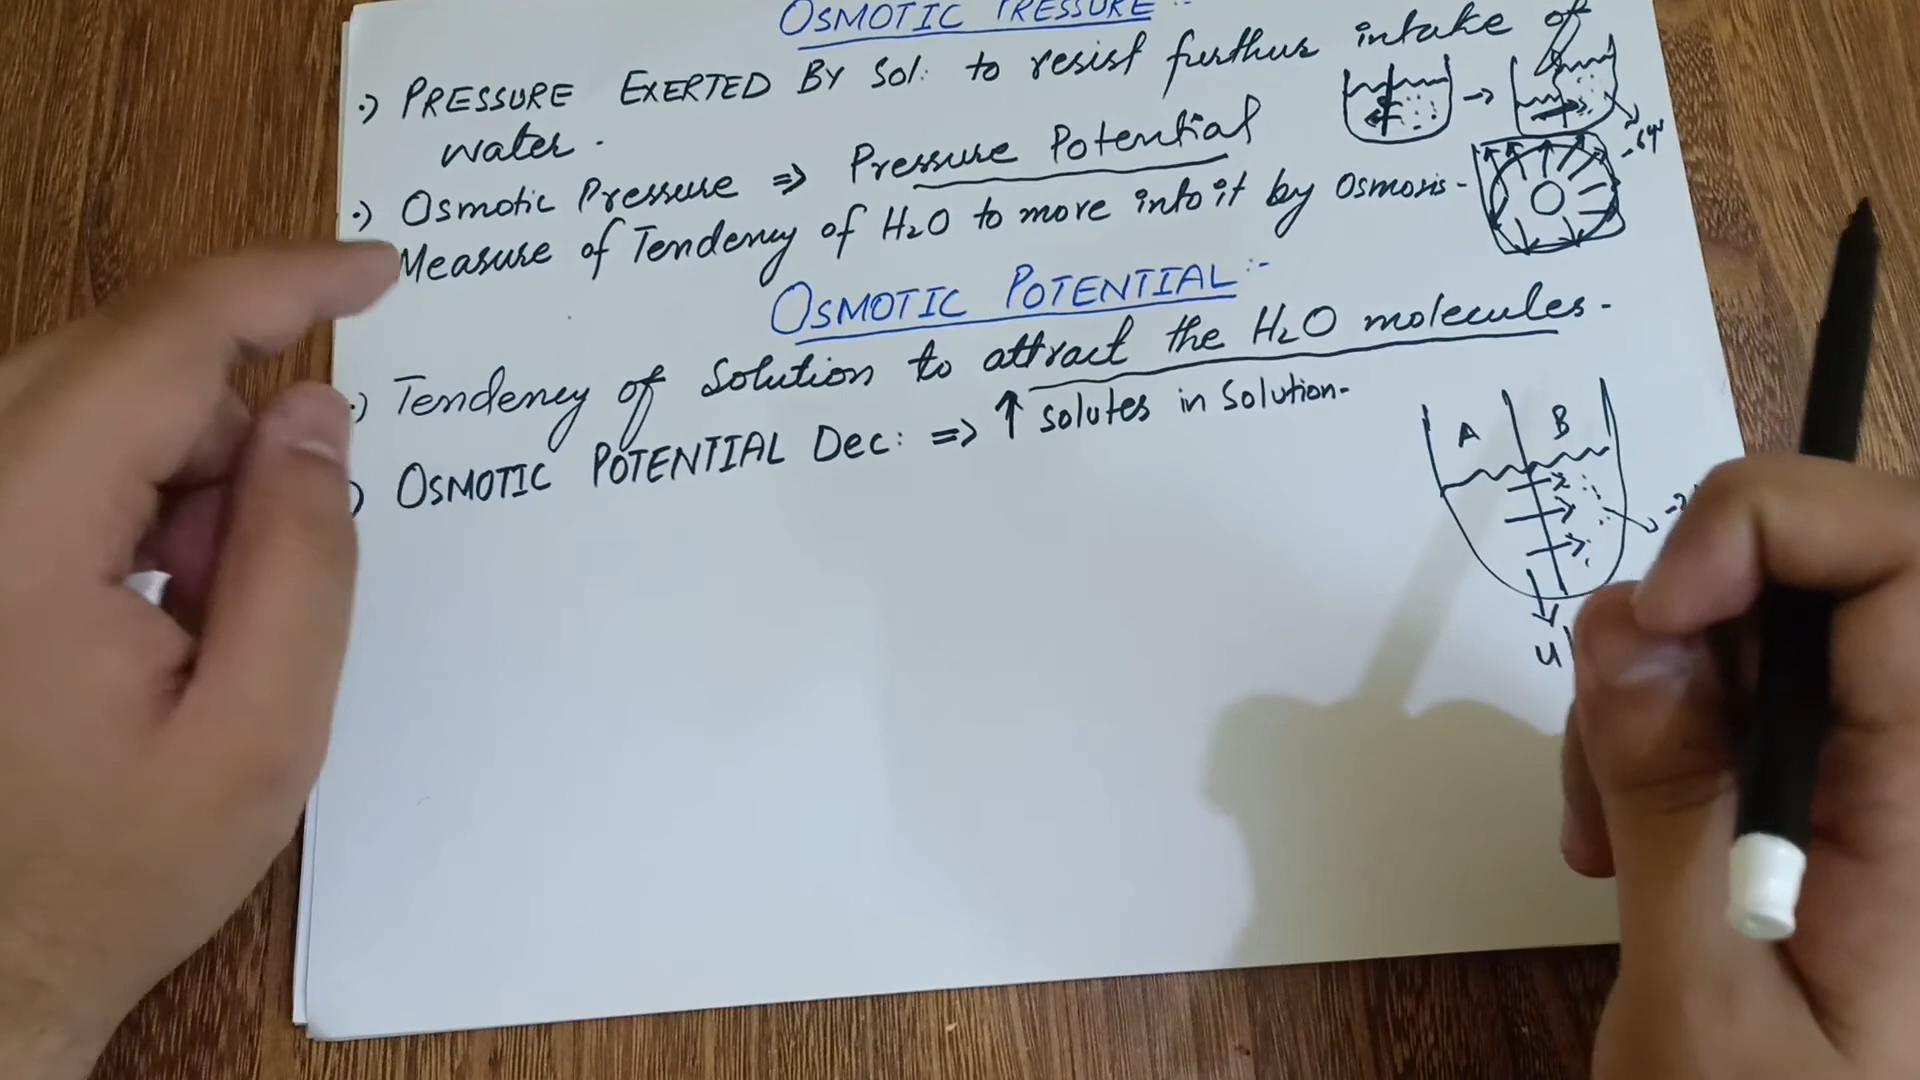 OSMOTIC PRESSURE :-
•) PRESSURE EXERTED BY Sol: to resist furthur intake of
water.
•) Osmotic Pressure => Pressure Potential
Measure of Tendency of H₂O to more into it by Osmosis-
OSMOTIC POTENTIAL:-
•) Tendency of Solution to attract the H₂O molecules.
) OSMOTIC POTENTIAL Dec: => ↑ solutes in Solution-
A B